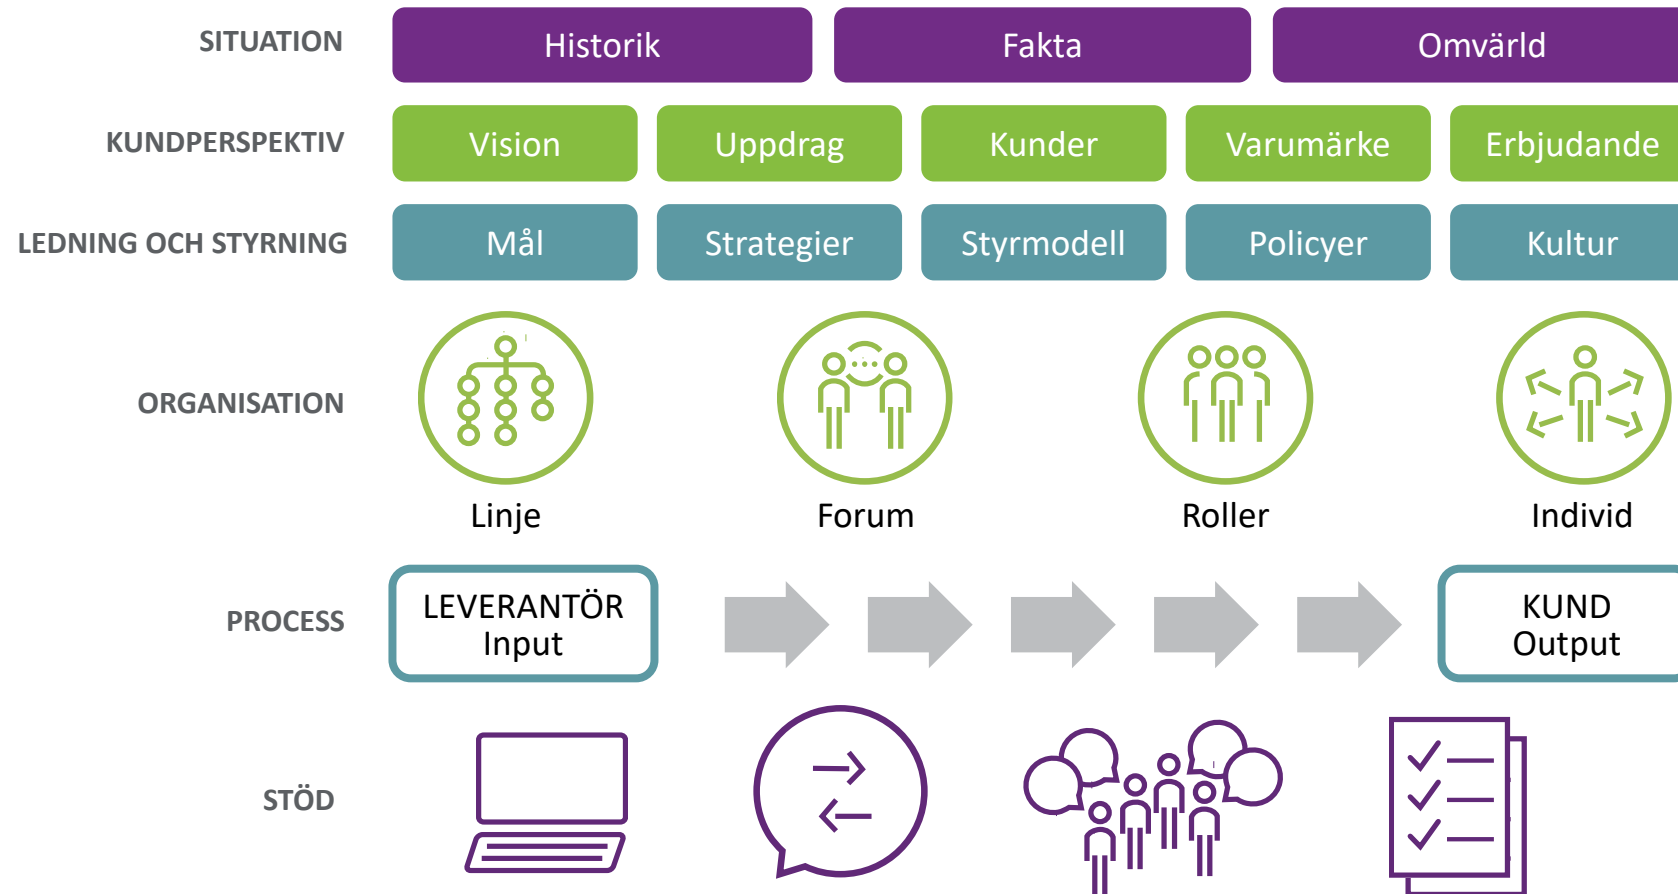 SITUATION
Historik
Fakta
Omvärld
KUNDPERSPEKTIV
Vision
Uppdrag
Kunder
Varumärke
Erbjudande
LEDNING OCH STYRNING
Mål
Strategier
Styrmodell
Policyer
Kultur
ORGANISATION
Linje
Forum
Roller
Individ
PROCESS
LEVERANTÖR
Input
KUND
Output
STÖD